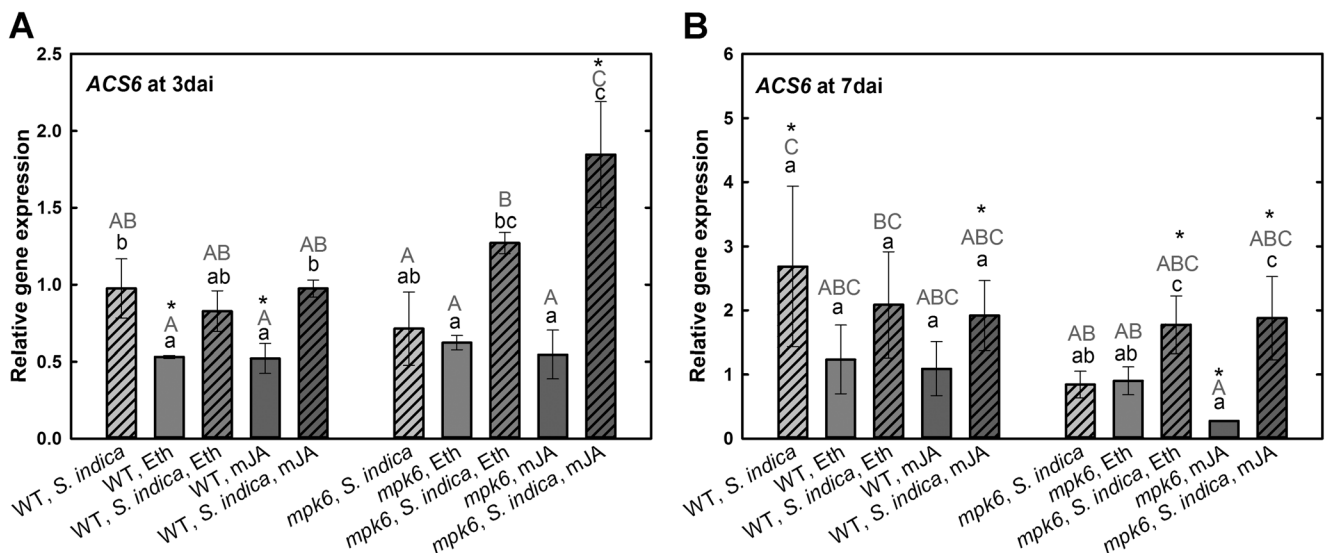 A
ACS6 at 3dai
Relative gene expression
2.5
2.0
1.5
1.0
0.5
0.0
AB
b
*
A
a
AB
ab
*
A
a
AB
b
A
ab
A
a
B
bc
A
a
*
C
c
WT, S. indica
WT, Eth
WT, S. indica, Eth
WT, mJA
WT, S. indica, mJA
mpk6, S. indica
mpk6, Eth
mpk6, S. indica, Eth
mpk6, mJA
mpk6, S. indica, mJA
B
ACS6 at 7dai
Relative gene expression
6
5
4
3
2
1
0
*
C
a
ABC
a
BC
a
ABC
a
*
ABC
a
AB
ab
AB
ab
*
ABC
c
*
A
a
*
ABC
c
WT, S. indica
WT, Eth
WT, S. indica, Eth
WT, mJA
WT, S. indica, mJA
mpk6, S. indica
mpk6, Eth
mpk6, S. indica, Eth
mpk6, mJA
mpk6, S. indica, mJA